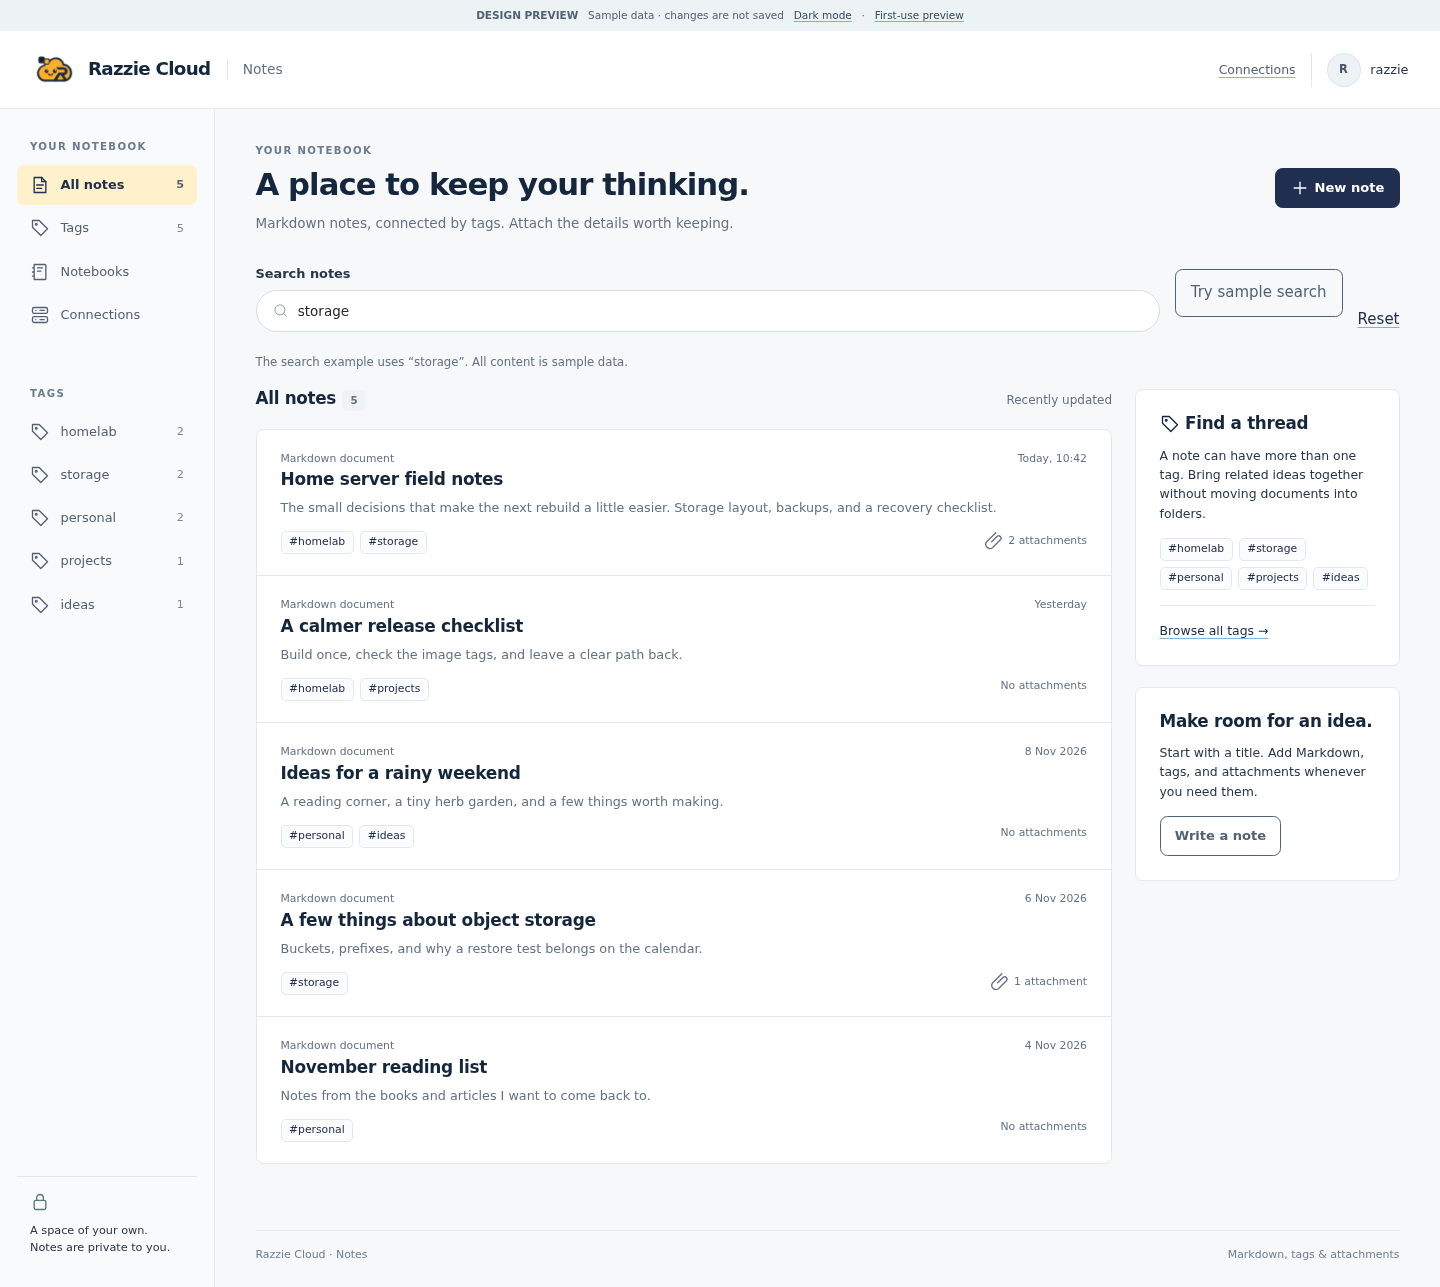 DESIGN PREVIEW Sample data · changes are not saved Dark mode · First-use preview
Razzie Cloud Notes
Connections R razzie
YOUR NOTEBOOK
All notes 5
Tags 5
Notebooks
Connections
TAGS
homelab 2
storage 2
personal 2
projects 1
ideas 1
A space of your own.
Notes are private to you.
YOUR NOTEBOOK
A place to keep your thinking.
Markdown notes, connected by tags. Attach the details worth keeping.
New note
Search notes
storage
Try sample search
Reset
The search example uses “storage”. All content is sample data.
All notes 5
Recently updated
Markdown document Today, 10:42
Home server field notes
The small decisions that make the next rebuild a little easier. Storage layout, backups, and a recovery checklist.
#homelab #storage 2 attachments
Markdown document Yesterday
A calmer release checklist
Build once, check the image tags, and leave a clear path back.
#homelab #projects No attachments
Markdown document 8 Nov 2026
Ideas for a rainy weekend
A reading corner, a tiny herb garden, and a few things worth making.
#personal #ideas No attachments
Markdown document 6 Nov 2026
A few things about object storage
Buckets, prefixes, and why a restore test belongs on the calendar.
#storage 1 attachment
Markdown document 4 Nov 2026
November reading list
Notes from the books and articles I want to come back to.
#personal No attachments
Find a thread
A note can have more than one
tag. Bring related ideas together
without moving documents into
folders.
#homelab #storage
#personal #projects #ideas
Browse all tags →
Make room for an idea.
Start with a title. Add Markdown,
tags, and attachments whenever
you need them.
Write a note
Razzie Cloud · Notes
Markdown, tags & attachments